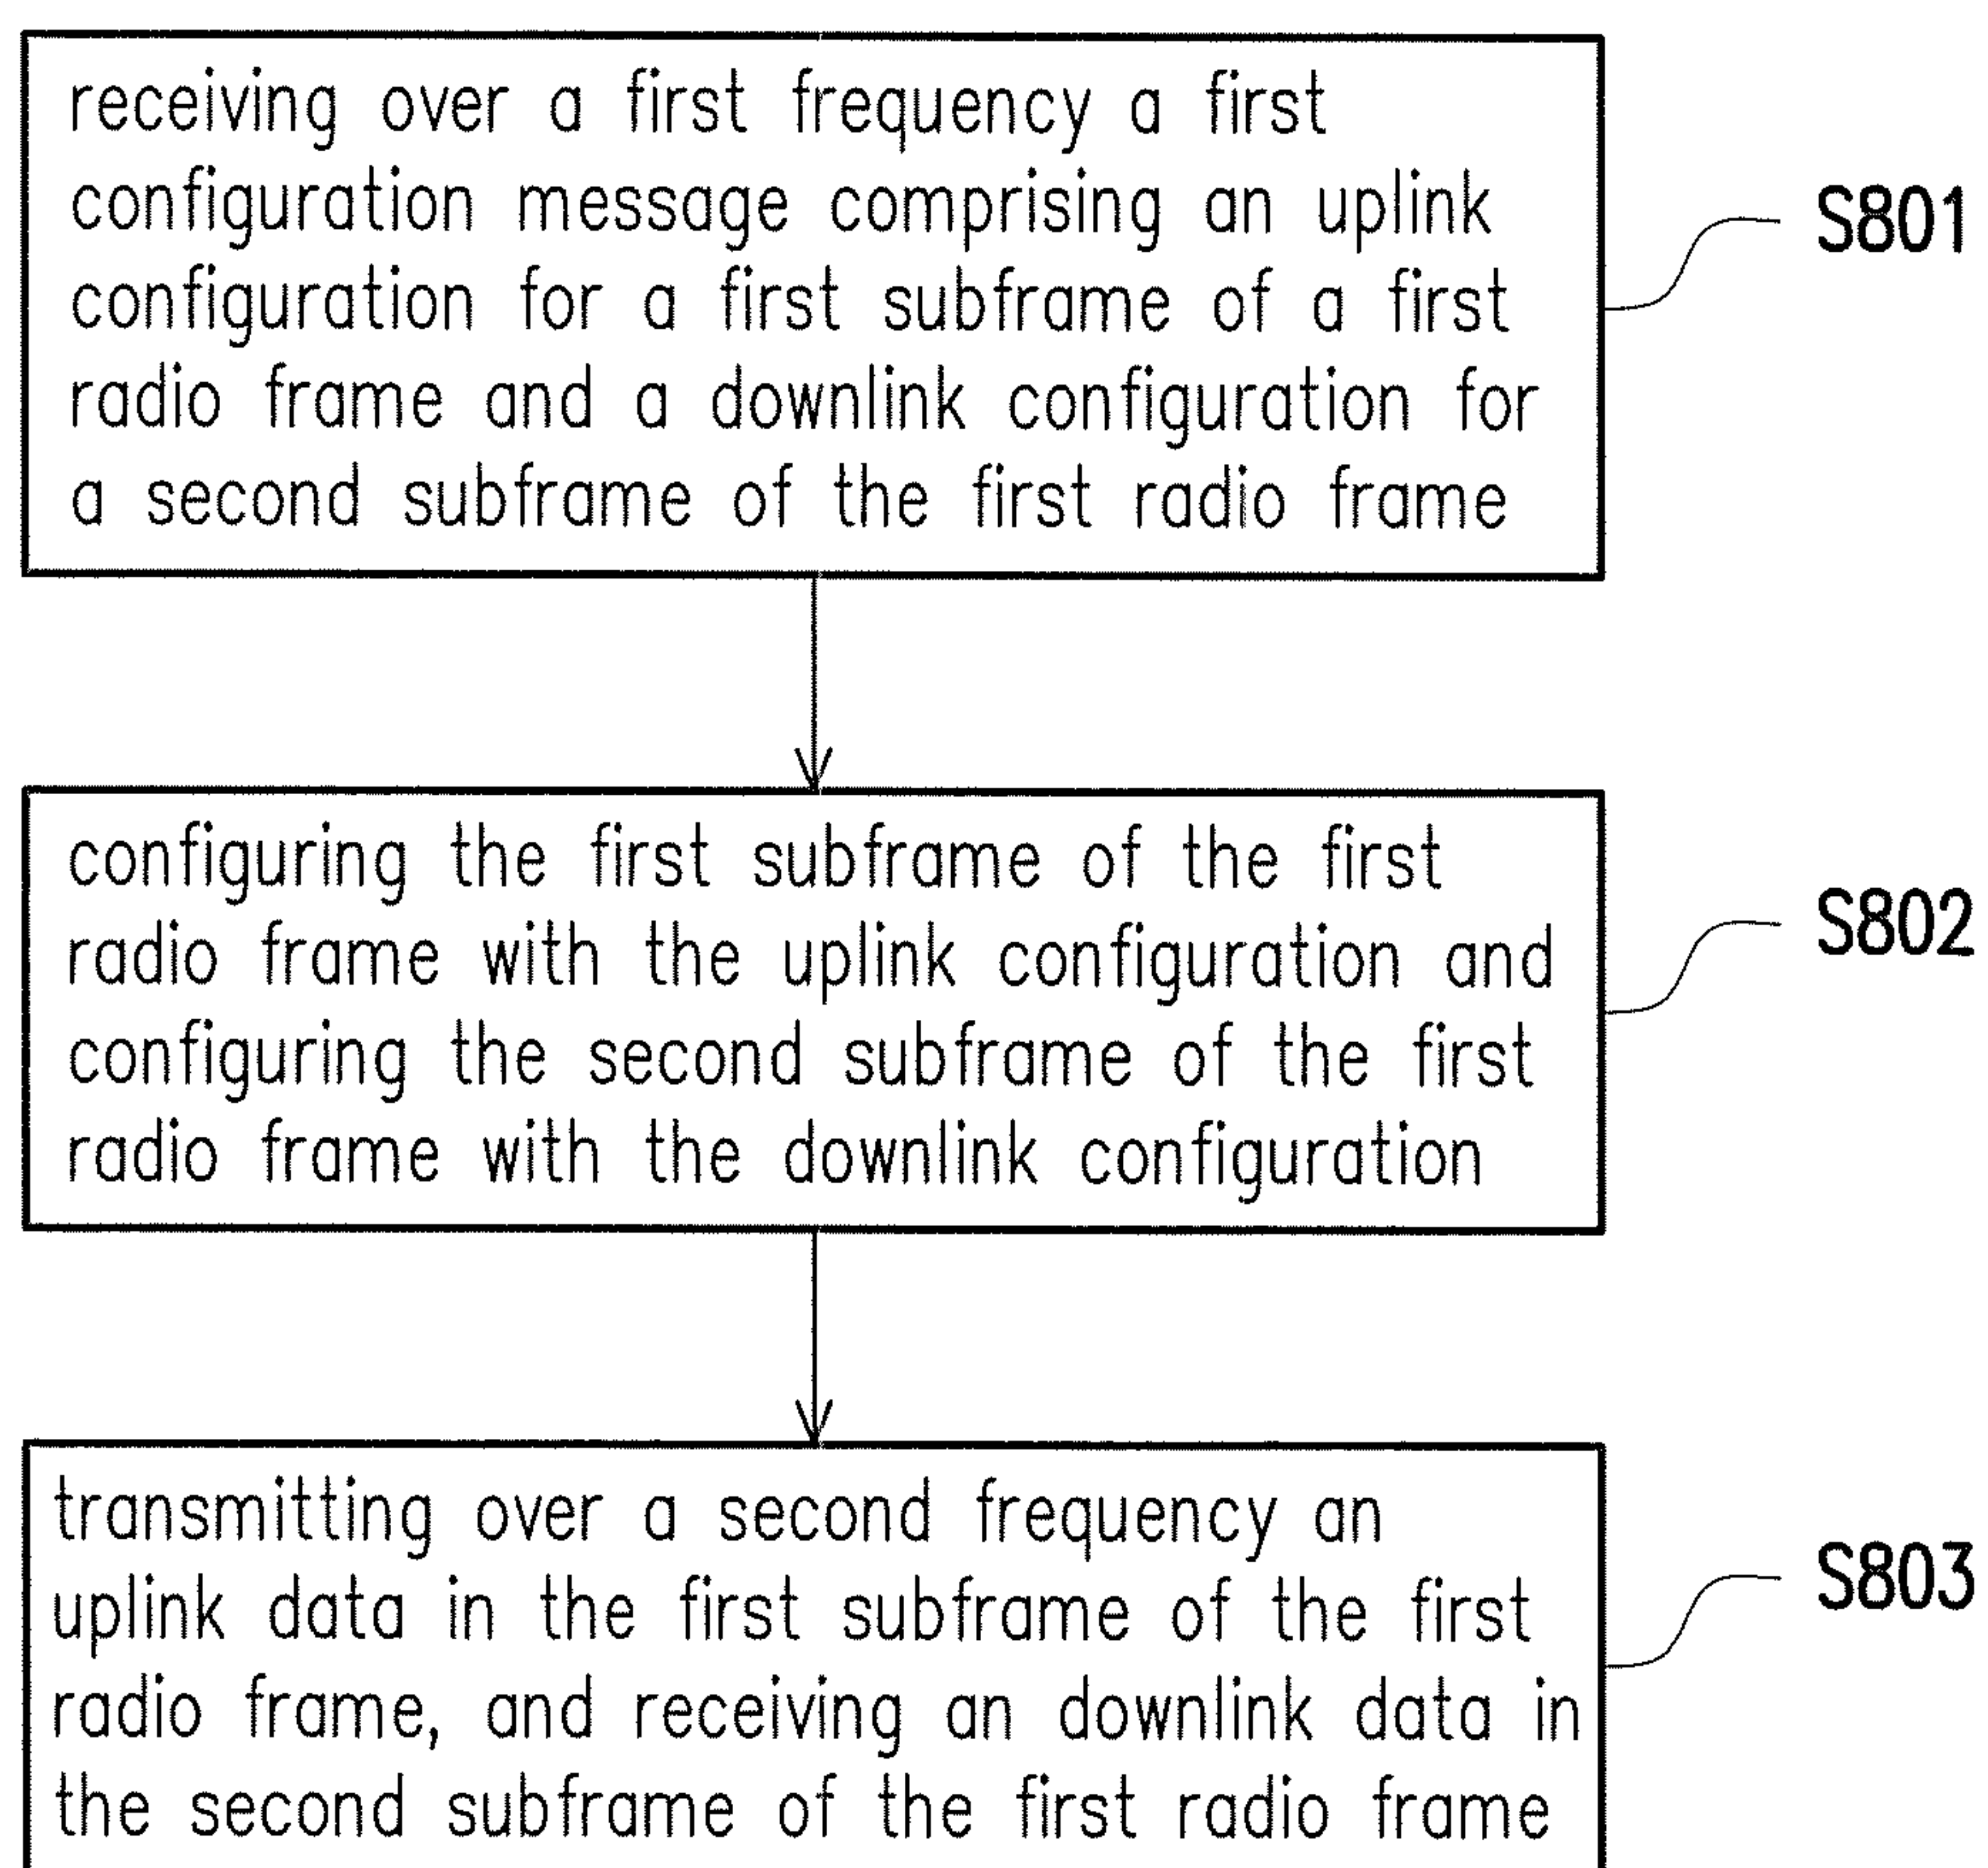 receiving over a first frequency a first
configuration message comprising an uplink
configuration for a first subframe of a first
radio frame and a downlink configuration for
a second subframe of the first radio frame
S801
configuring the first subframe of the first
radio frame with the uplink configuration and
configuring the second subframe of the first
radio frame with the downlink configuration
S802
transmitting over a second frequency an
uplink data in the first subframe of the first
radio frame, and receiving an downlink data in
the second subframe of the first radio frame
S803